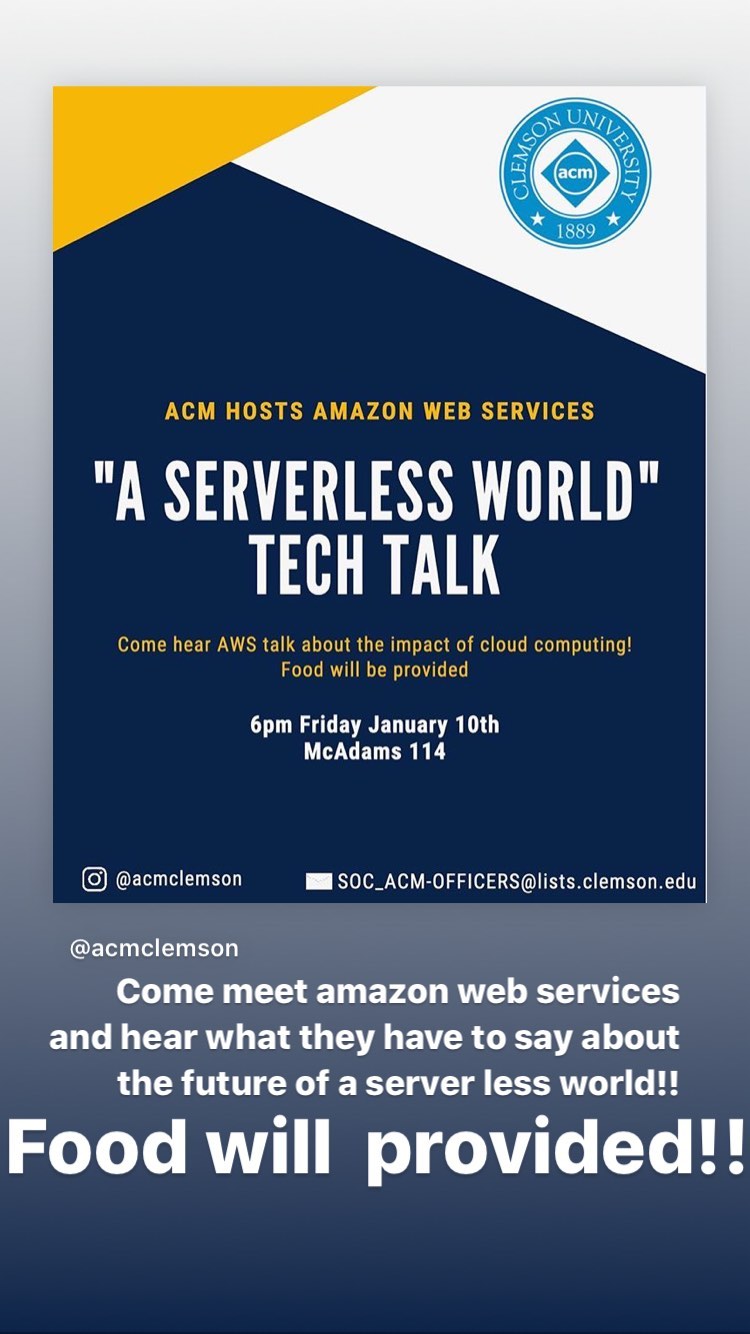 CLEMSON UNIVERSITY
acm
1889
ACM HOSTS AMAZON WEB SERVICES
"A SERVERLESS WORLD"
TECH TALK
Come hear AWS talk about the impact of cloud computing!
Food will be provided
6pm Friday January 10th
McAdams 114
@acmclemson
SOC_ACM-OFFICERS@lists.clemson.edu
@acmclemson
Come meet amazon web services
and hear what they have to say about
the future of a server less world!!
Food will  provided!!